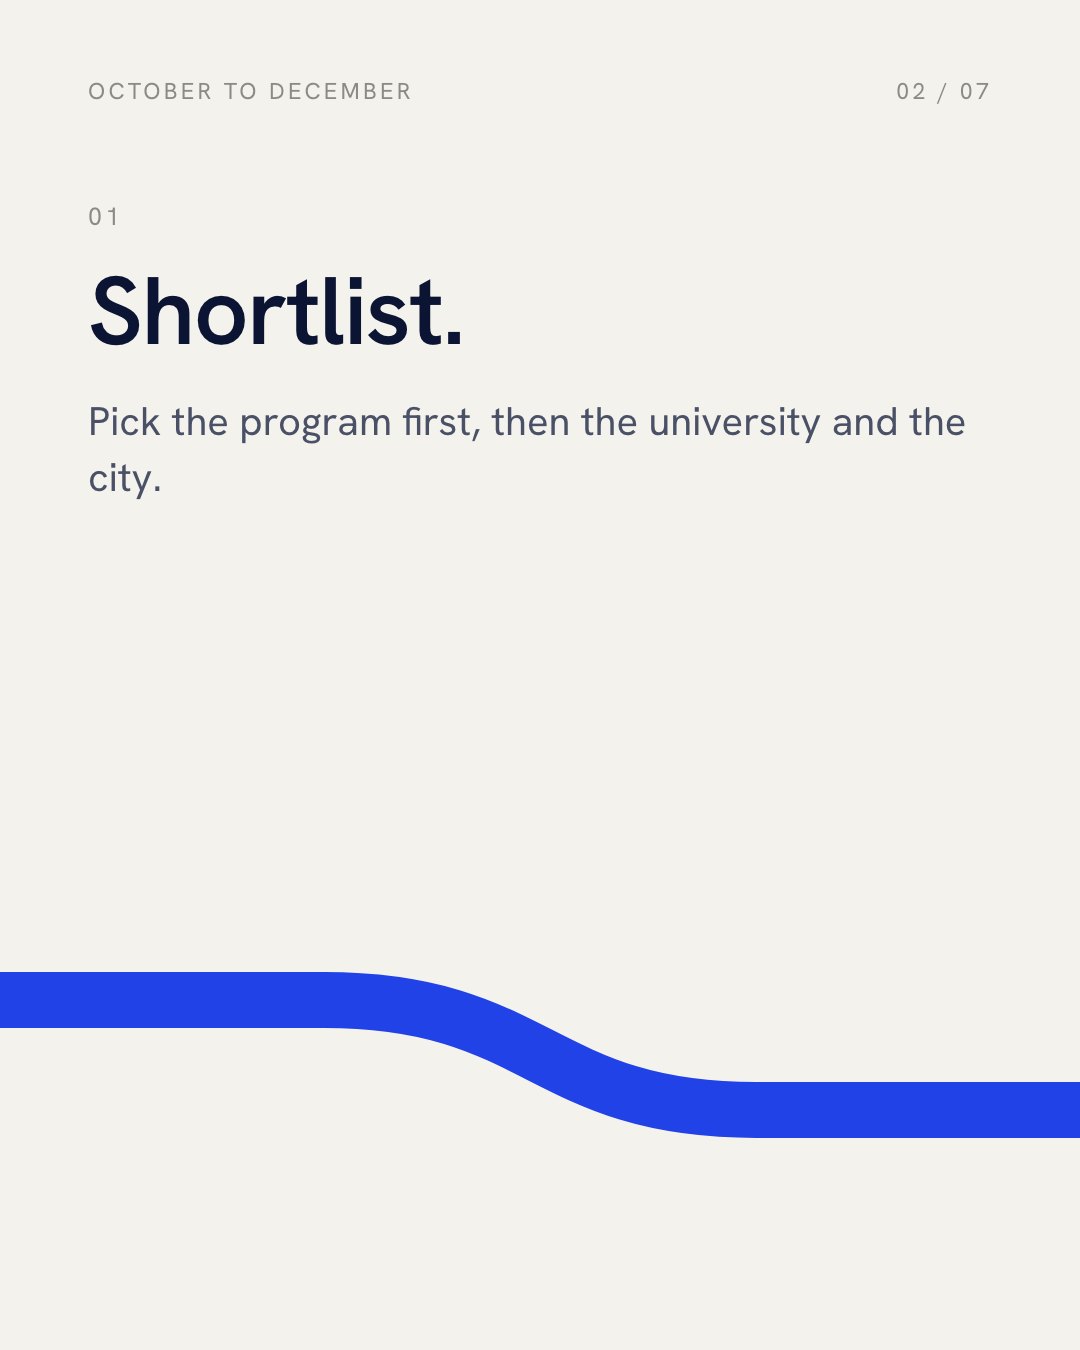 OCTOBER TO DECEMBER
02 / 07
01
Shortlist.
Pick the program first, then the university and the
city.